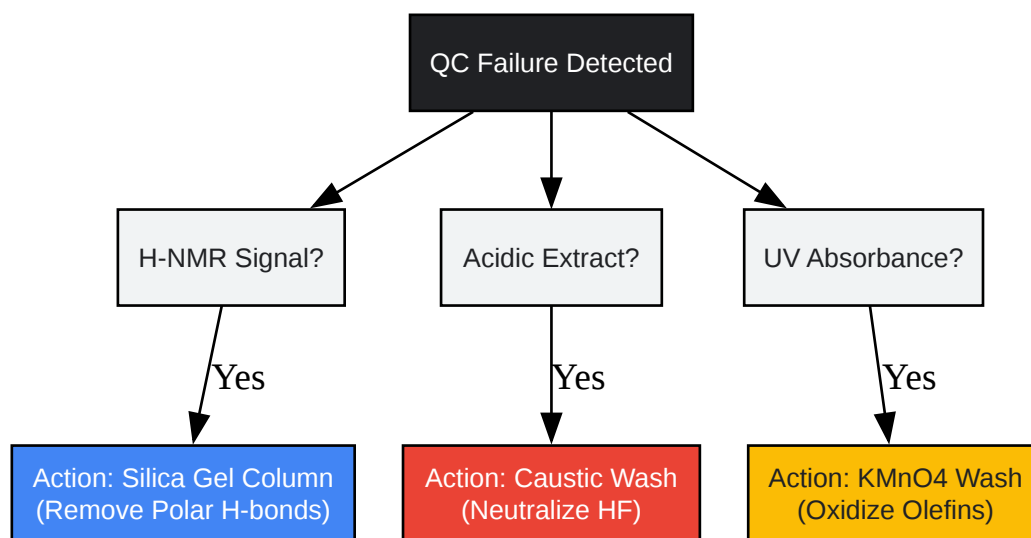 QC Failure Detected
H-NMR Signal?
Acidic Extract?
UV Absorbance?
Yes
Yes
Yes
Action: Silica Gel Column
(Remove Polar H-bonds)
Action: Caustic Wash
(Neutralize HF)
Action: KMnO4 Wash
(Oxidize Olefins)